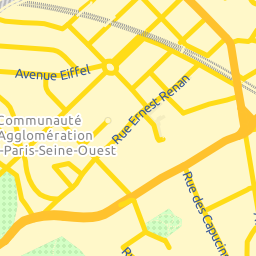 Avenue Eiffel
Rue Ernest Renan
Communauté
Agglomération
-Paris-Seine-Ouest
Rue des Capucin